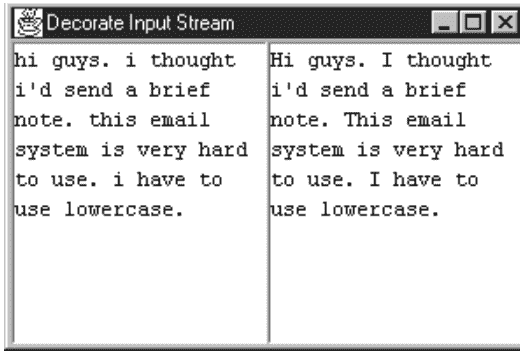 Decorate Input Stream
hi guys. i thought
i'd send a brief
note. this email
system is very hard
to use. i have to
use lowercase.
Hi guys. I thought
i'd send a brief
note. This email
system is very hard
to use. I have to
use lowercase.